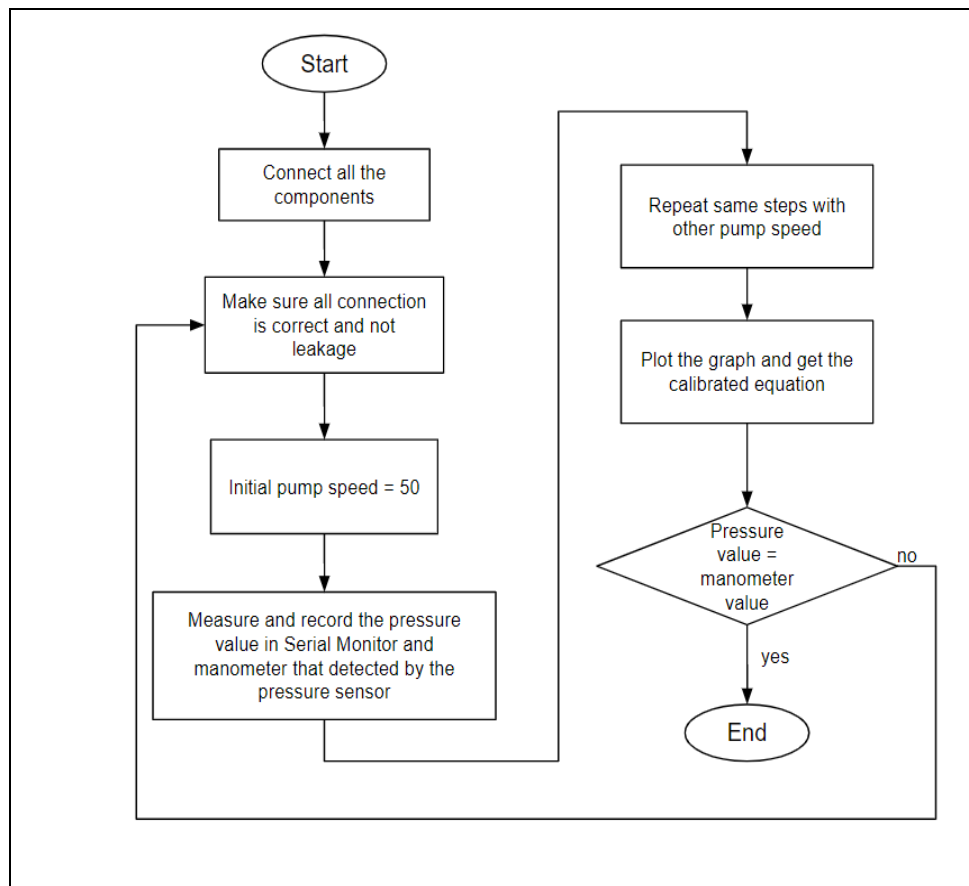 Start
Connect all the
components
Make sure all connection
is correct and not
leakage
Initial pump speed = 50
Measure and record the pressure
value in Serial Monitor and
manometer that detected by the
pressure sensor
Repeat same steps with
other pump speed
Plot the graph and get the
calibrated equation
Pressure
value =
manometer
value
no
yes
End